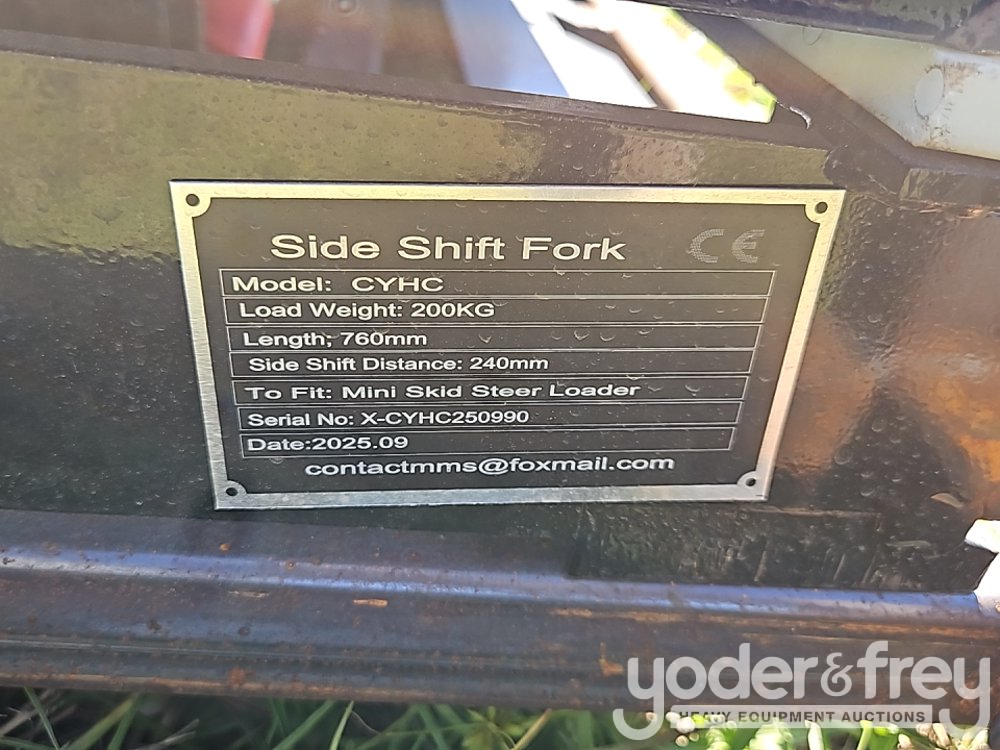 Side Shift Fork CE
Model: CYHC
Load Weight: 200KG
Length; 760mm
Side Shift Distance: 240mm
To Fit: Mini Skid Steer Loader
Serial No: X-CYHC250990
Date:2025.09
contactmms@foxmail.com
yoder&frey
HEAVY EQUIPMENT AUCTIONS